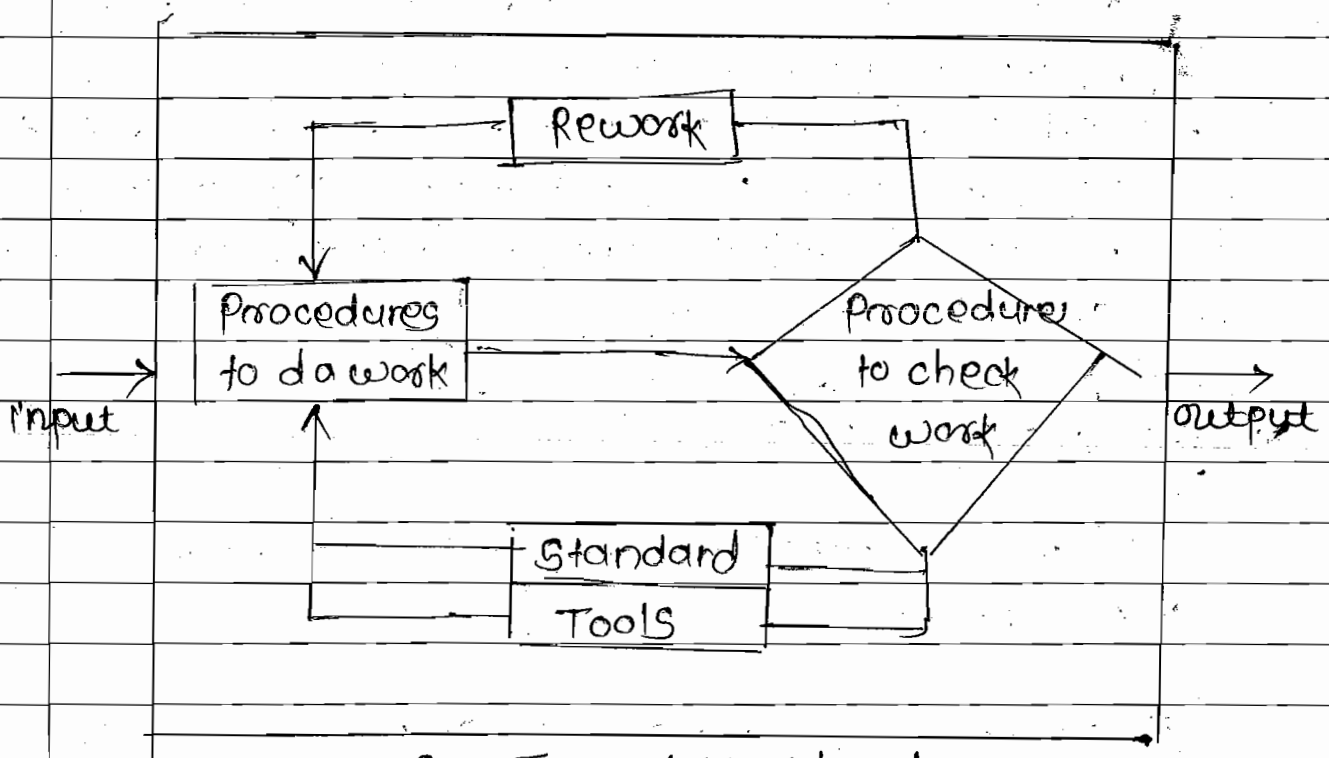 Rework
Procedures
to do work
Procedure
to check
work
input
output
Standard
Tools